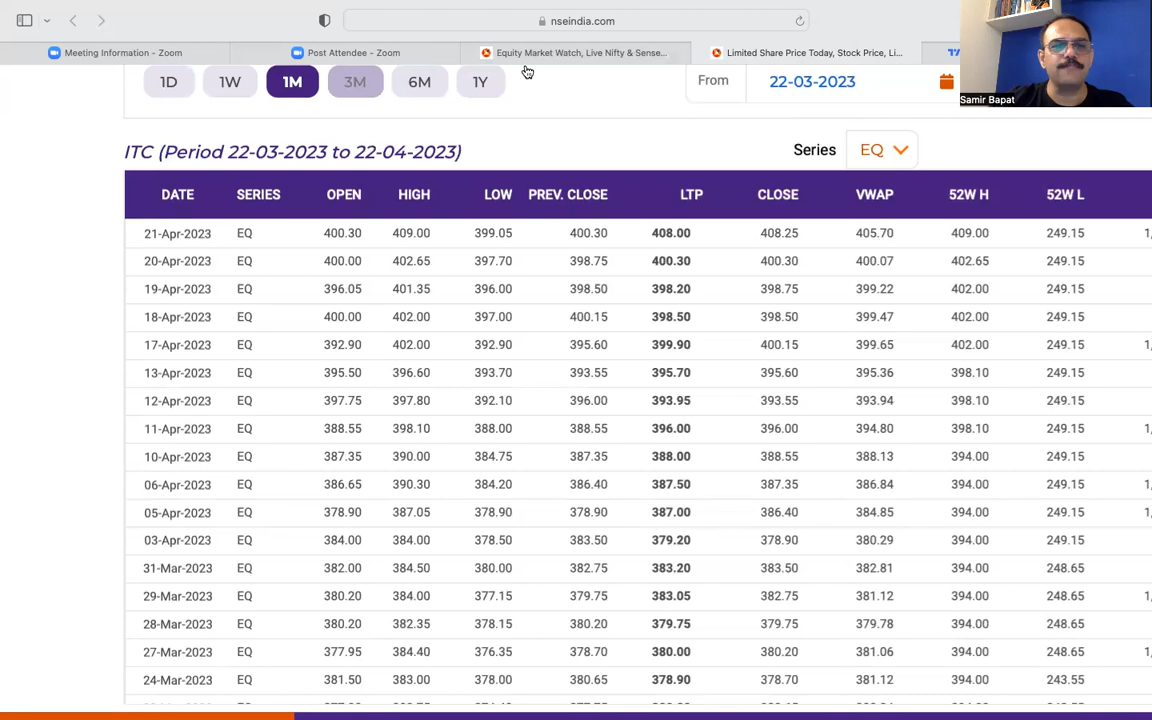 nseindia.com
Meeting Information - Zoom
Post Attendee - Zoom
Equity Market Watch, Live Nifty & Sense...
Limited Share Price Today, Stock Price, Li...
1D 1W 1M 3M 6M 1Y
From 22-03-2023
Samir Bapat
ITC (Period 22-03-2023 to 22-04-2023)
Series EQ
DATE SERIES OPEN HIGH LOW PREV. CLOSE LTP CLOSE VWAP 52W H 52W L
21-Apr-2023 EQ 400.30 409.00 399.05 400.30 408.00 408.25 405.70 409.00 249.15 1,
20-Apr-2023 EQ 400.00 402.65 397.70 398.75 400.30 400.30 400.07 402.65 249.15
19-Apr-2023 EQ 396.05 401.35 396.00 398.50 398.20 398.75 399.22 402.00 249.15
18-Apr-2023 EQ 400.00 402.00 397.00 400.15 398.50 398.50 399.47 402.00 249.15
17-Apr-2023 EQ 392.90 402.00 392.90 395.60 399.90 400.15 399.65 402.00 249.15 1,
13-Apr-2023 EQ 395.50 396.60 393.70 393.55 395.70 395.60 395.36 398.10 249.15
12-Apr-2023 EQ 397.75 397.80 392.10 396.00 393.95 393.55 393.94 398.10 249.15
11-Apr-2023 EQ 388.55 398.10 388.00 388.55 396.00 396.00 394.80 398.10 249.15 1,
10-Apr-2023 EQ 387.35 390.00 384.75 387.35 388.00 388.55 388.13 394.00 249.15
06-Apr-2023 EQ 386.65 390.30 384.20 386.40 387.50 387.35 386.84 394.00 249.15 1,
05-Apr-2023 EQ 378.90 387.05 378.90 378.90 387.00 386.40 384.85 394.00 249.15 1,
03-Apr-2023 EQ 384.00 384.00 378.50 383.50 379.20 378.90 380.29 394.00 249.15
31-Mar-2023 EQ 382.00 384.50 380.00 382.75 383.20 383.50 382.81 394.00 248.65
29-Mar-2023 EQ 380.20 384.00 377.15 379.75 383.05 382.75 381.12 394.00 248.65 1,
28-Mar-2023 EQ 380.20 382.35 378.15 380.20 379.75 379.75 379.78 394.00 248.65
27-Mar-2023 EQ 377.95 384.40 376.35 378.70 380.00 380.20 381.06 394.00 248.65 1,
24-Mar-2023 EQ 381.50 383.00 378.00 380.65 378.90 378.70 381.12 394.00 243.55